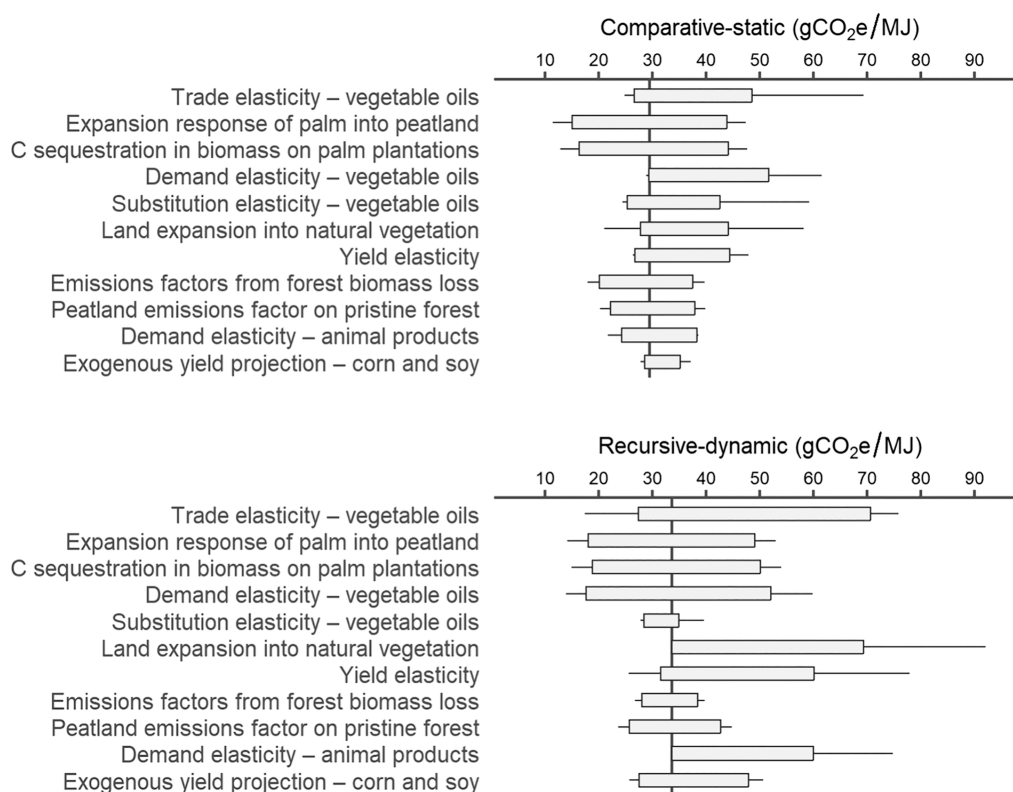 Comparative-static (gCO₂e/MJ)
10 20 30 40 50 60 70 80 90
Trade elasticity – vegetable oils
Expansion response of palm into peatland
C sequestration in biomass on palm plantations
Demand elasticity – vegetable oils
Substitution elasticity – vegetable oils
Land expansion into natural vegetation
Yield elasticity
Emissions factors from forest biomass loss
Peatland emissions factor on pristine forest
Demand elasticity – animal products
Exogenous yield projection – corn and soy
Recursive-dynamic (gCO₂e/MJ)
10 20 30 40 50 60 70 80 90
Trade elasticity – vegetable oils
Expansion response of palm into peatland
C sequestration in biomass on palm plantations
Demand elasticity – vegetable oils
Substitution elasticity – vegetable oils
Land expansion into natural vegetation
Yield elasticity
Emissions factors from forest biomass loss
Peatland emissions factor on pristine forest
Demand elasticity – animal products
Exogenous yield projection – corn and soy